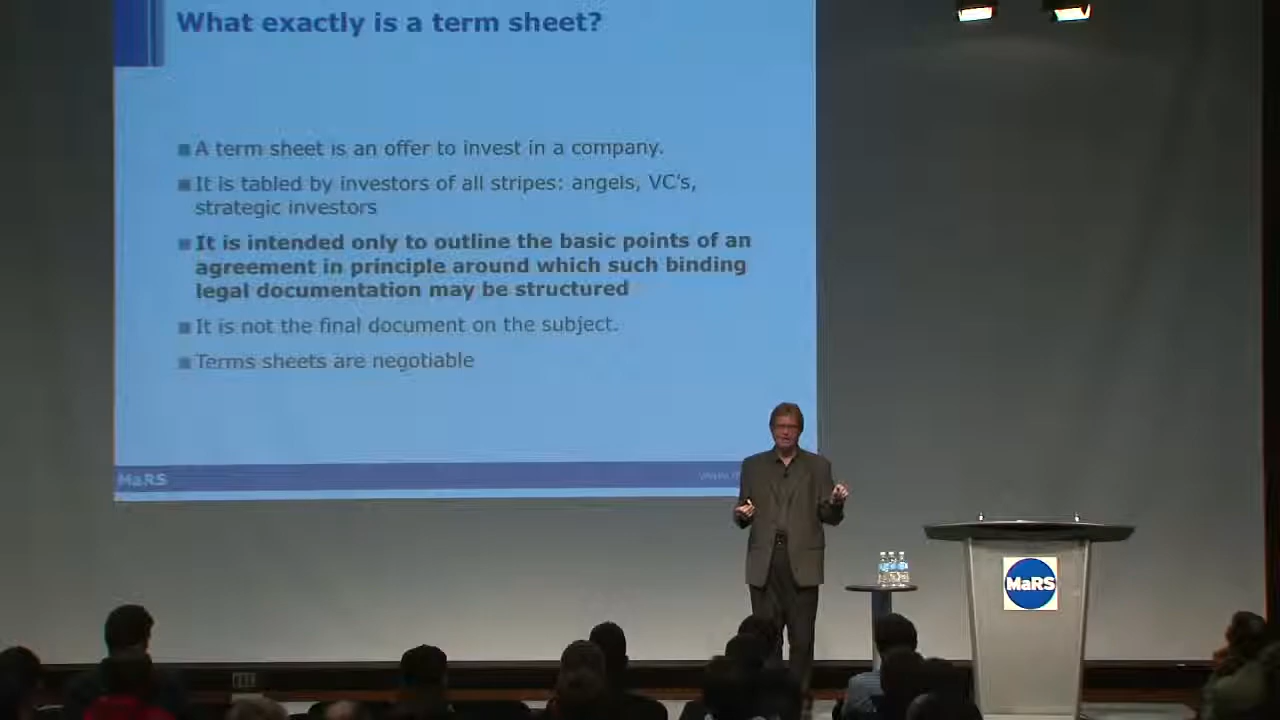 What exactly is a term sheet?
A term sheet is an offer to invest in a company.
It is tabled by investors of all stripes: angels, VC's,
strategic investors
It is intended only to outline the basic points of an
agreement in principle around which such binding
legal documentation may be structured
It is not the final document on the subject.
Terms sheets are negotiable
MaRS
MaRS